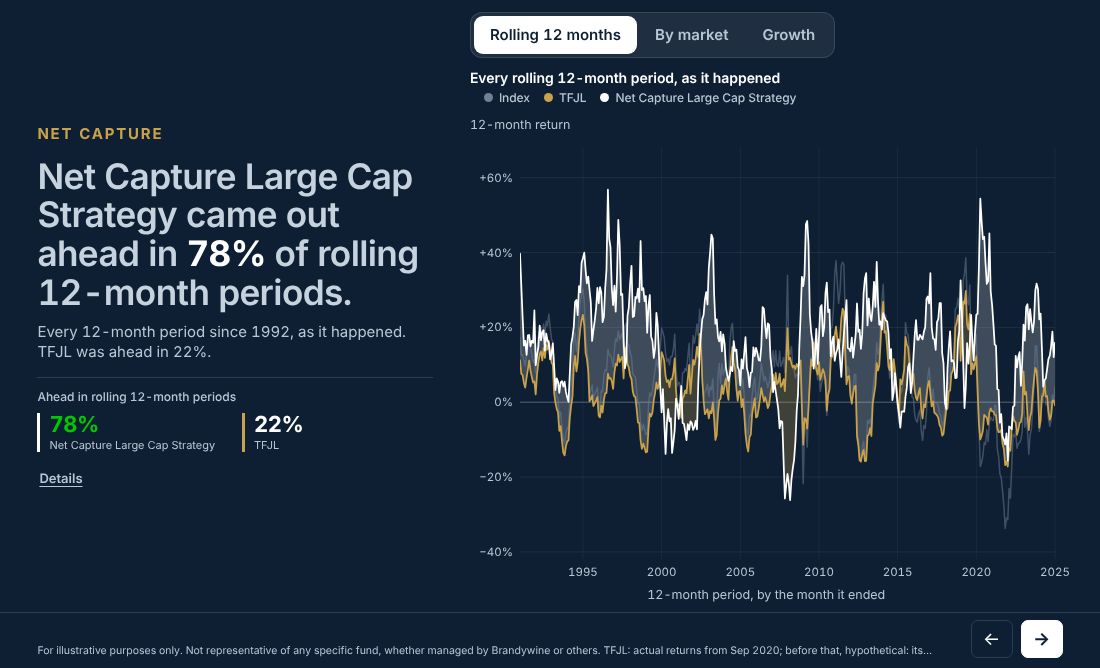 Rolling 12 months
By market
Growth
Every rolling 12-month period, as it happened
Index
TFJL
Net Capture Large Cap Strategy
12-month return
NET CAPTURE
Net Capture Large Cap
Strategy came out
ahead in 78% of rolling
12-month periods.
Every 12-month period since 1992, as it happened.
TFJL was ahead in 22%.
Ahead in rolling 12-month periods
78%
Net Capture Large Cap Strategy
22%
TFJL
Details
+60%
+40%
+20%
0%
−20%
−40%
1995 2000 2005 2010 2015 2020 2025
12-month period, by the month it ended
For illustrative purposes only. Not representative of any specific fund, whether managed by Brandywine or others. TFJL: actual returns from Sep 2020; before that, hypothetical: its...